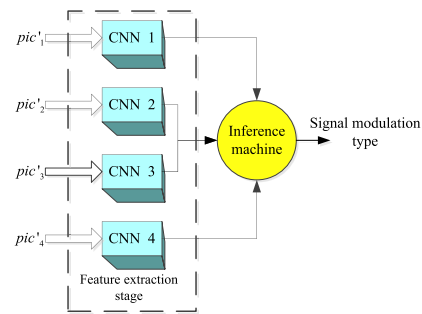 pic'₁
CNN 1
pic'₂
CNN 2
pic'₃
CNN 3
pic'₄
CNN 4
Feature extraction
stage
Inference
machine
Signal modulation
type